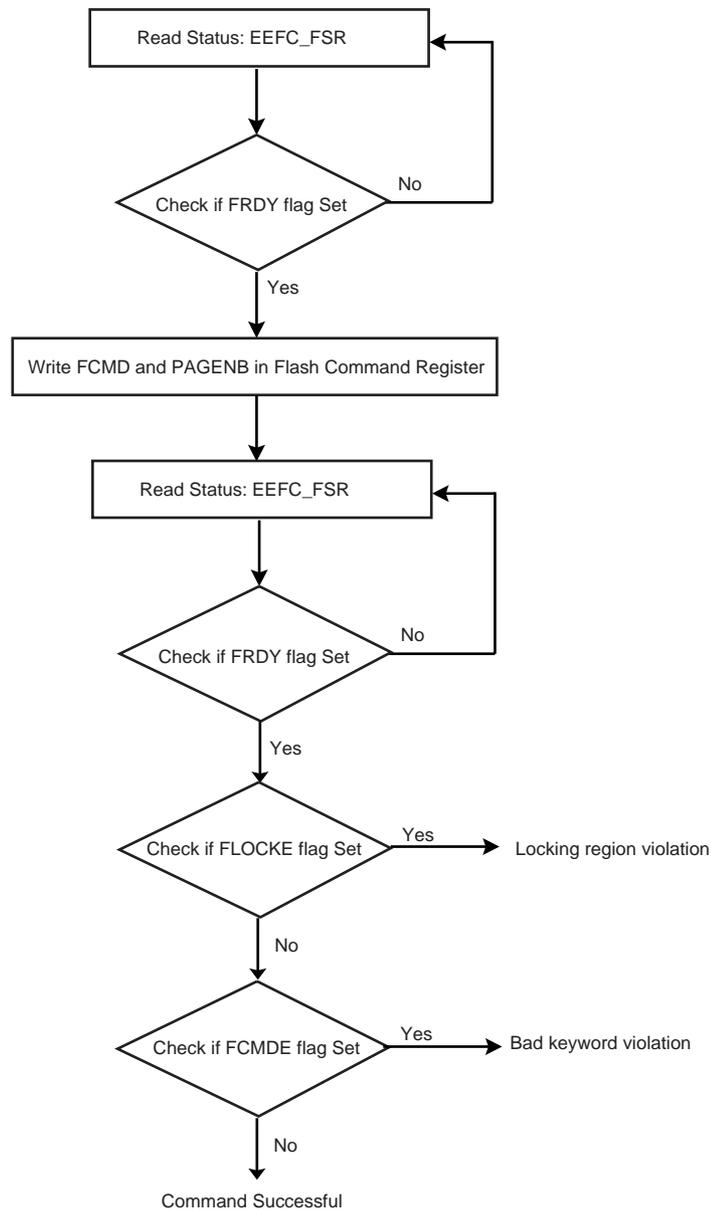 Read Status: EEFC_FSR
No
Check if FRDY flag Set
Yes
Write FCMD and PAGENB in Flash Command Register
Read Status: EEFC_FSR
No
Check if FRDY flag Set
Yes
Check if FLOCKE flag Set
Yes
Locking region violation
No
Check if FCMDE flag Set
Yes
Bad keyword violation
No
Command Successful